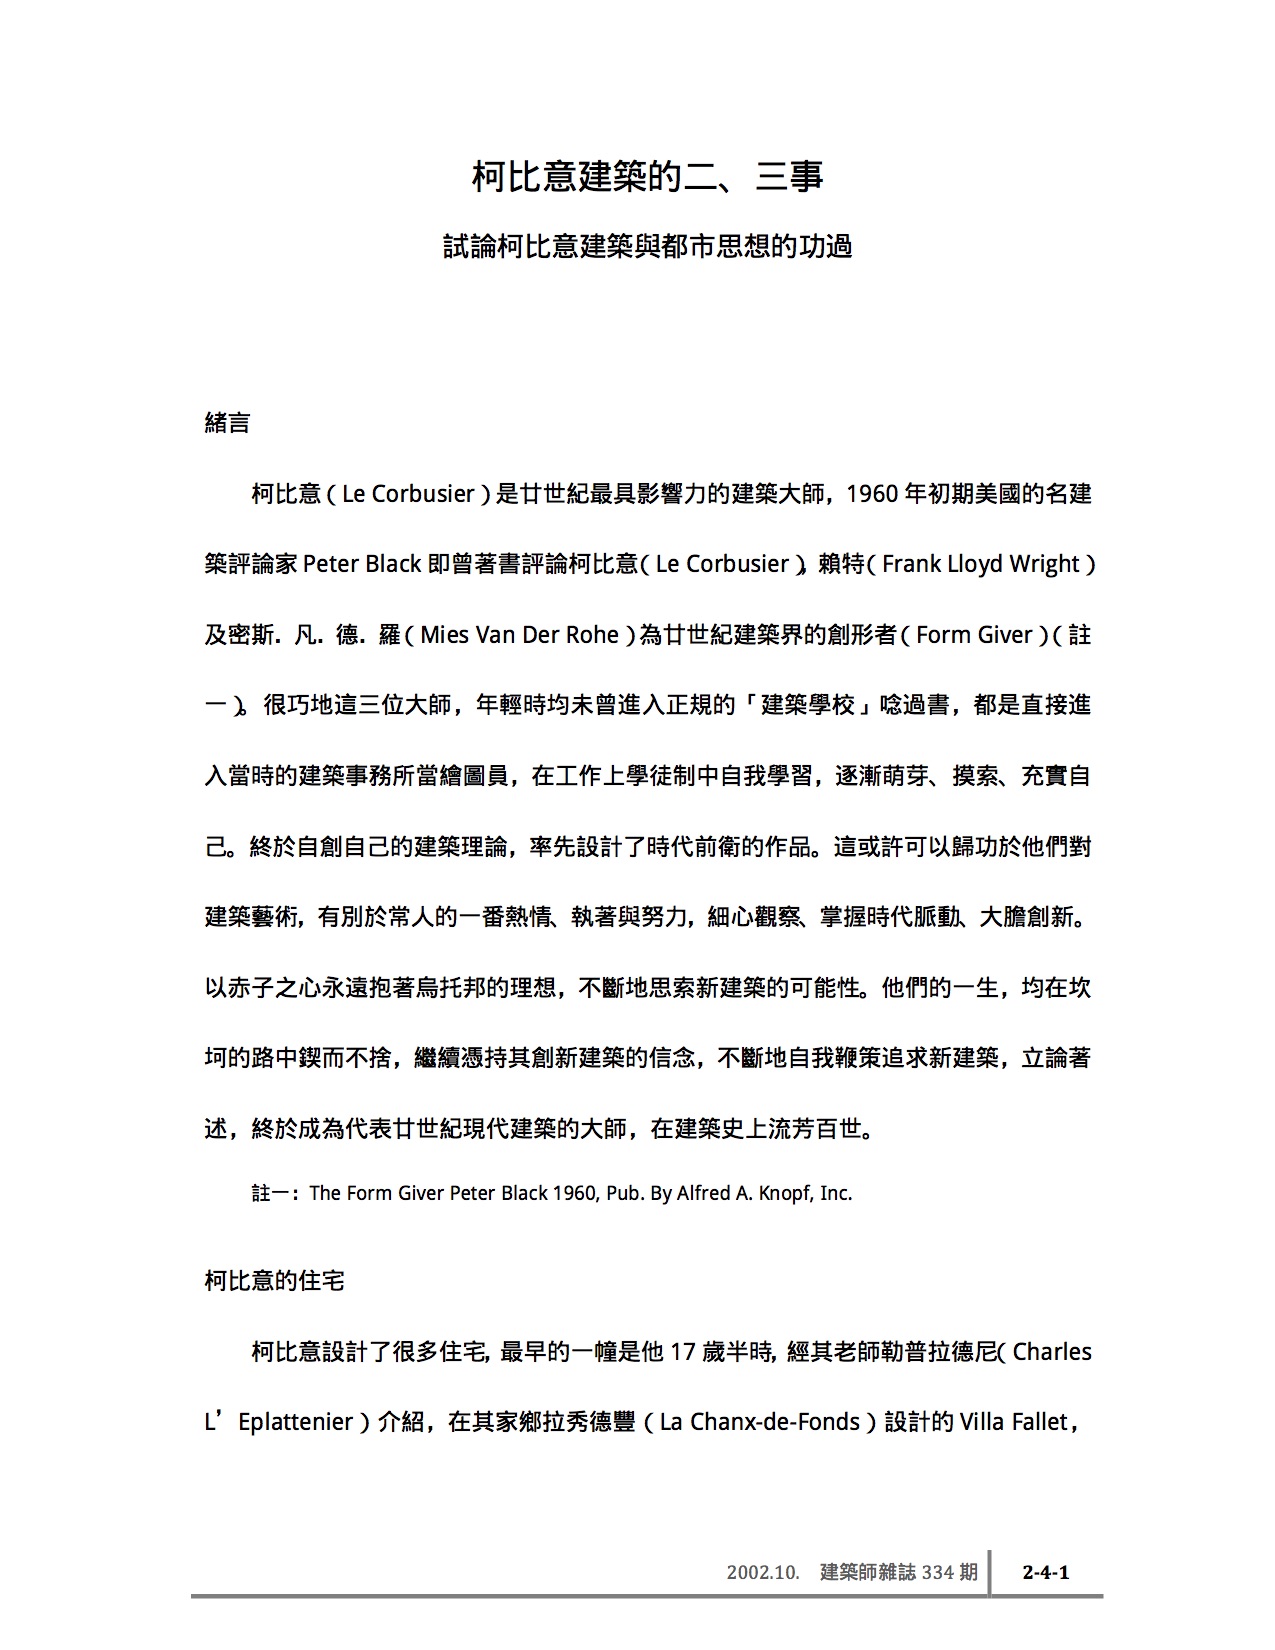 柯比意建築的二、三事
試論柯比意建築與都市思想的功過
緒言
柯比意（Le Corbusier）是廿世紀最具影響力的建築大師，1960 年初期美國的名建
築評論家 Peter Black 即曾著書評論柯比意（Le Corbusier）、賴特（Frank Lloyd Wright）
及密斯．凡．德．羅（Mies Van Der Rohe）為廿世紀建築界的創形者（Form Giver）（註
一）。很巧地這三位大師，年輕時均未曾進入正規的「建築學校」唸過書，都是直接進
入當時的建築事務所當繪圖員，在工作上學徒制中自我學習，逐漸萌芽、摸索、充實自
己。終於自創自己的建築理論，率先設計了時代前衛的作品。這或許可以歸功於他們對
建築藝術，有別於常人的一番熱情、執著與努力，細心觀察、掌握時代脈動、大膽創新。
以赤子之心永遠抱著烏托邦的理想，不斷地思索新建築的可能性。他們的一生，均在坎
坷的路中鍥而不捨，繼續憑持其創新建築的信念，不斷地自我鞭策追求新建築，立論著
述，終於成為代表廿世紀現代建築的大師，在建築史上流芳百世。
註一：The Form Giver Peter Black 1960, Pub. By Alfred A. Knopf, Inc.
柯比意的住宅
柯比意設計了很多住宅，最早的一幢是他 17 歲半時，經其老師勒普拉德尼（Charles
L’Eplattenier）介紹，在其家鄉拉秀德豐（La Chanx-de-Fonds）設計的 Villa Fallet，
2002.10. 建築師雜誌 334 期 2-4-1